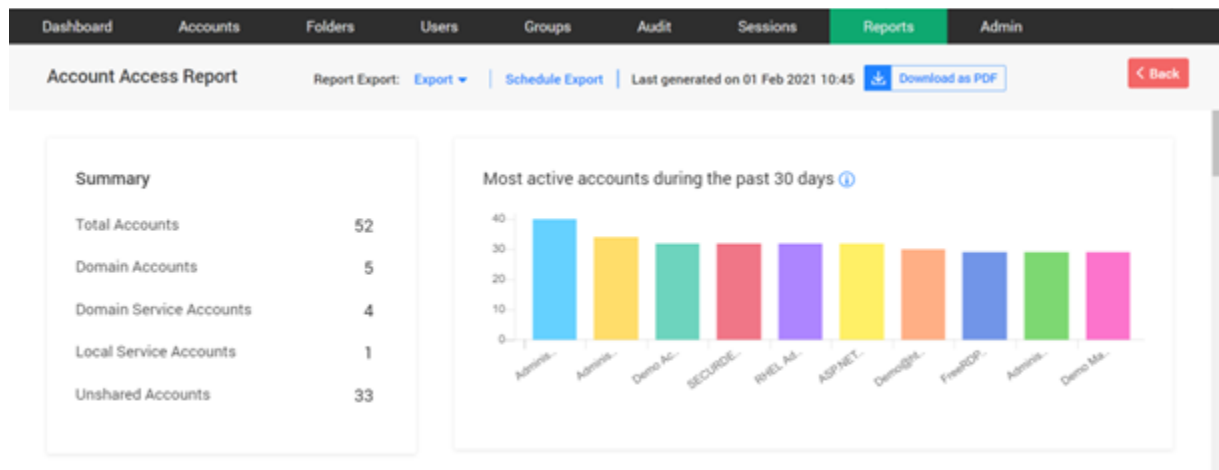 Dashboard Accounts Folders Users Groups Audit Sessions Reports Admin
Account Access Report Report Export: Export Schedule Export Last generated on 01 Feb 2021 10:45 Download as PDF < Back
Summary
Total Accounts 52
Domain Accounts 5
Domain Service Accounts 4
Local Service Accounts 1
Unshared Accounts 33
Most active accounts during the past 30 days
40
30
20
10
0
Adminis.. Adminis.. Demo Ac.. SECURDE.. RHEL Ad.. ASP.NET.. Demo@ht.. FreeRDP.. Adminis.. Demo Ma..